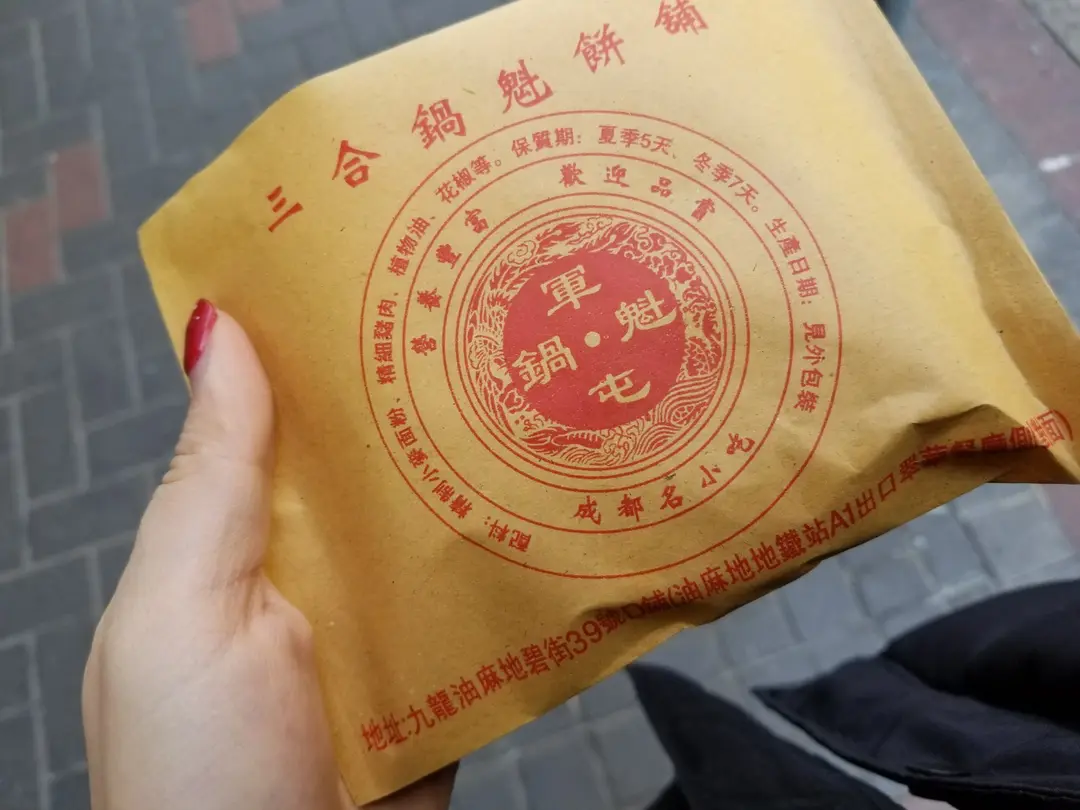 三合鍋魁餅舖
配料:精制小麥面粉、精細豬肉、植物油、花椒等。保質期:夏季5天、冬季7天。生產日期:見外包裝
營養豐富 歡迎品嘗
成都名小吃
軍屯
鍋魁
地址:九龍油麻地碧街39號 舖(油麻地地鐵站A1出口